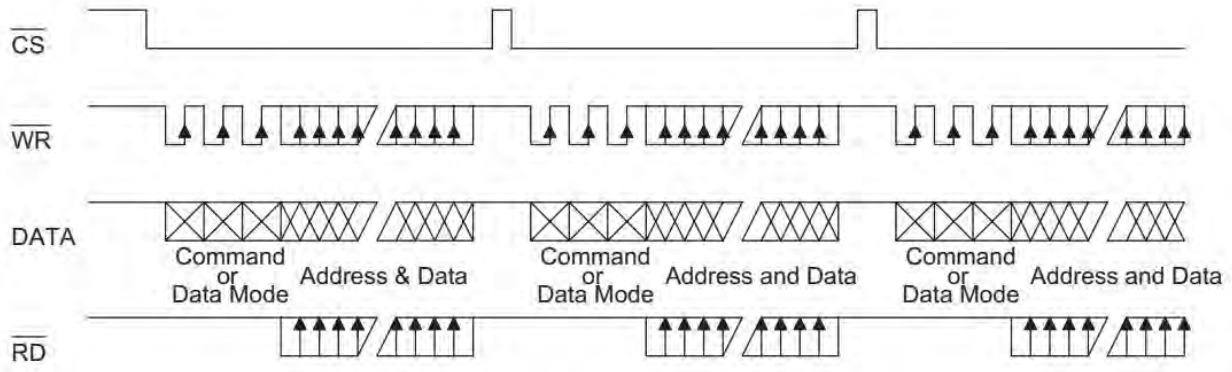 CS
WR
DATA
Command
or
Data Mode
Address & Data
Command
or
Data Mode
Address and Data
Command
or
Data Mode
Address and Data
RD